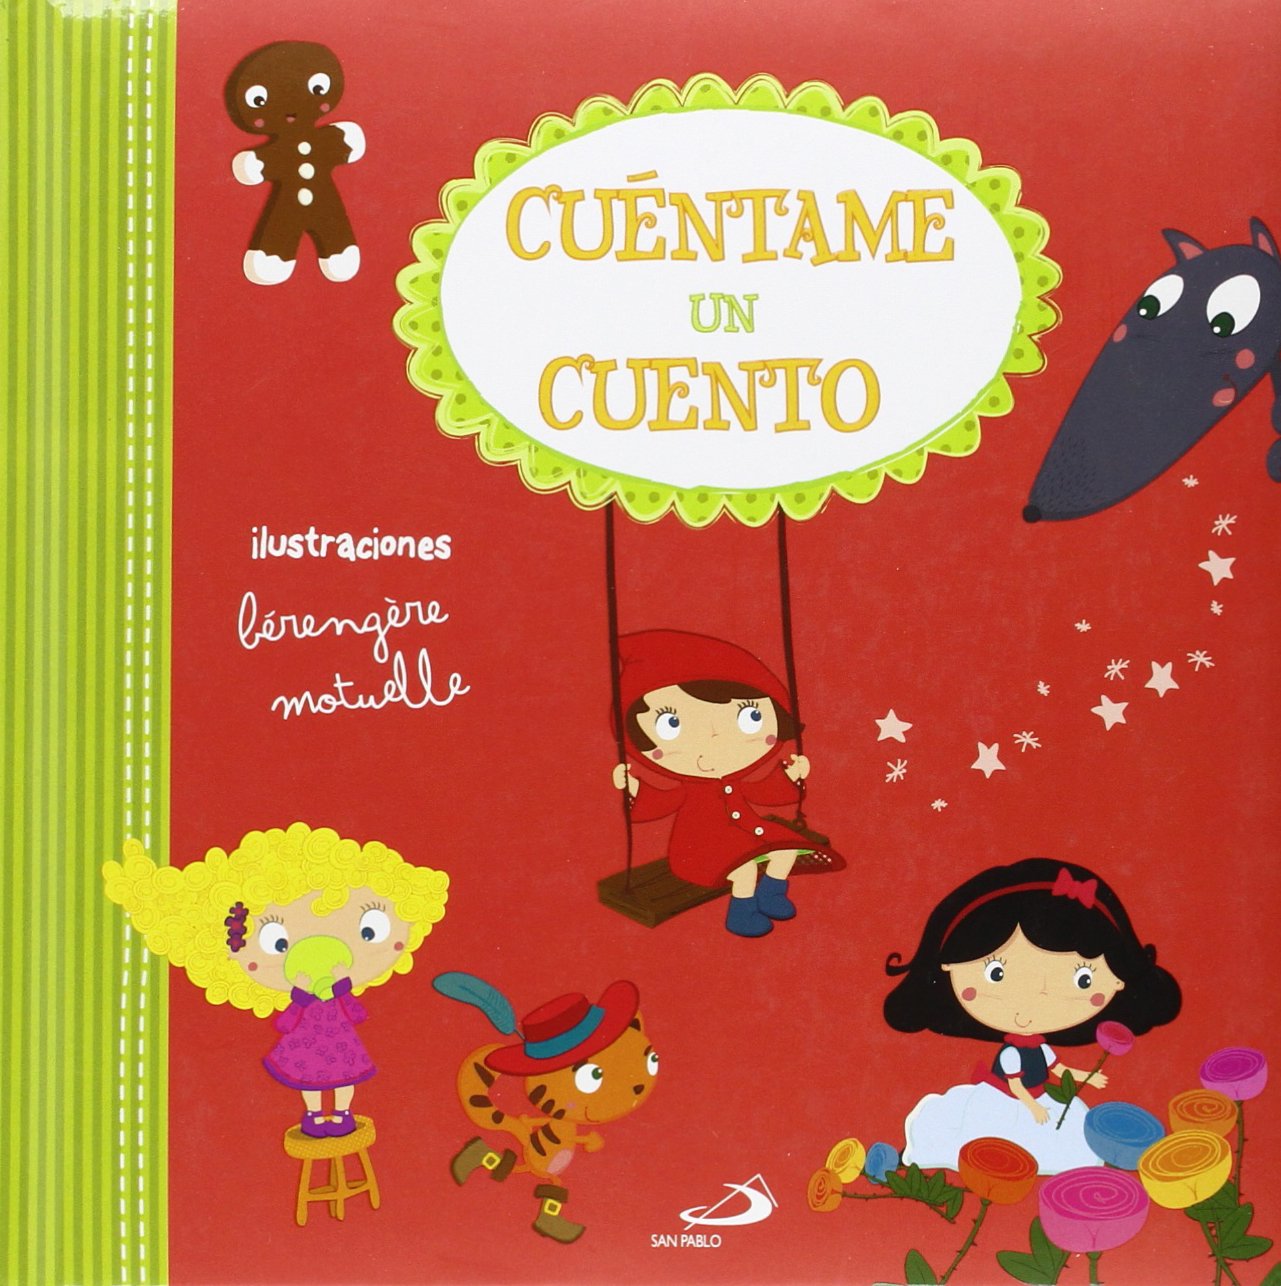 CUÉNTAME
UN
CUENTO
ilustraciones
bérengère
motuelle
SAN PABLO